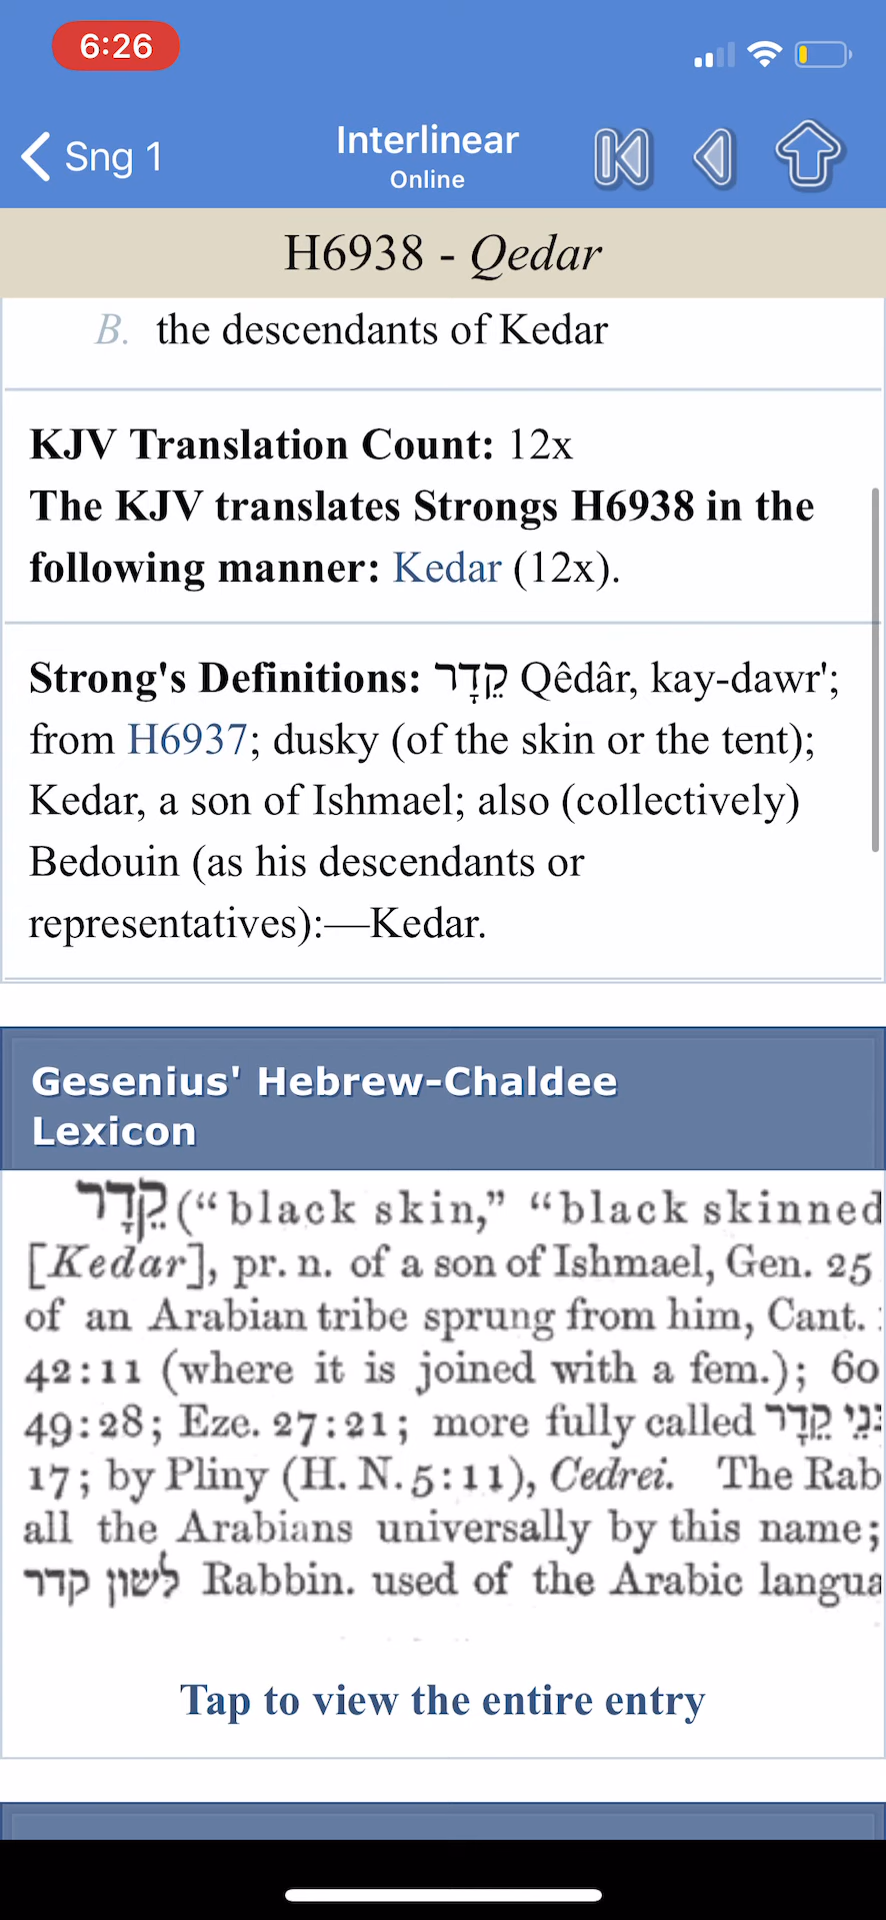 6:26
Sng 1
Interlinear
Online
H6938 - Qedar
B. the descendants of Kedar
KJV Translation Count: 12x
The KJV translates Strongs H6938 in the
following manner: Kedar (12x).
Strong's Definitions: קֵדָר Qêdâr, kay-dawr';
from H6937; dusky (of the skin or the tent);
Kedar, a son of Ishmael; also (collectively)
Bedouin (as his descendants or
representatives):—Kedar.
Gesenius' Hebrew-Chaldee
Lexicon
קֵדָר (“black skin,” “black skinned
[Kedar], pr. n. of a son of Ishmael, Gen. 25
of an Arabian tribe sprung from him, Cant.
42:11 (where it is joined with a fem.); 60
49:28; Eze. 27:21; more fully called בְּנֵי קֵדָר
17; by Pliny (H. N. 5:11), Cedrei. The Rab
all the Arabians universally by this name;
לשון קדר Rabbin. used of the Arabic langua
Tap to view the entire entry